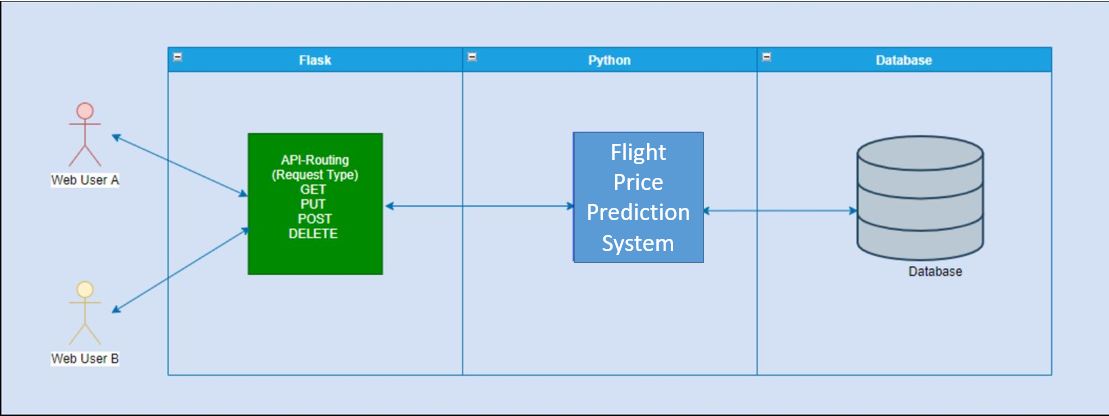 Flask
Python
Database
API-Routing
(Request Type)
GET
PUT
POST
DELETE
Flight
Price
Prediction
System
Web User A
Database
Web User B